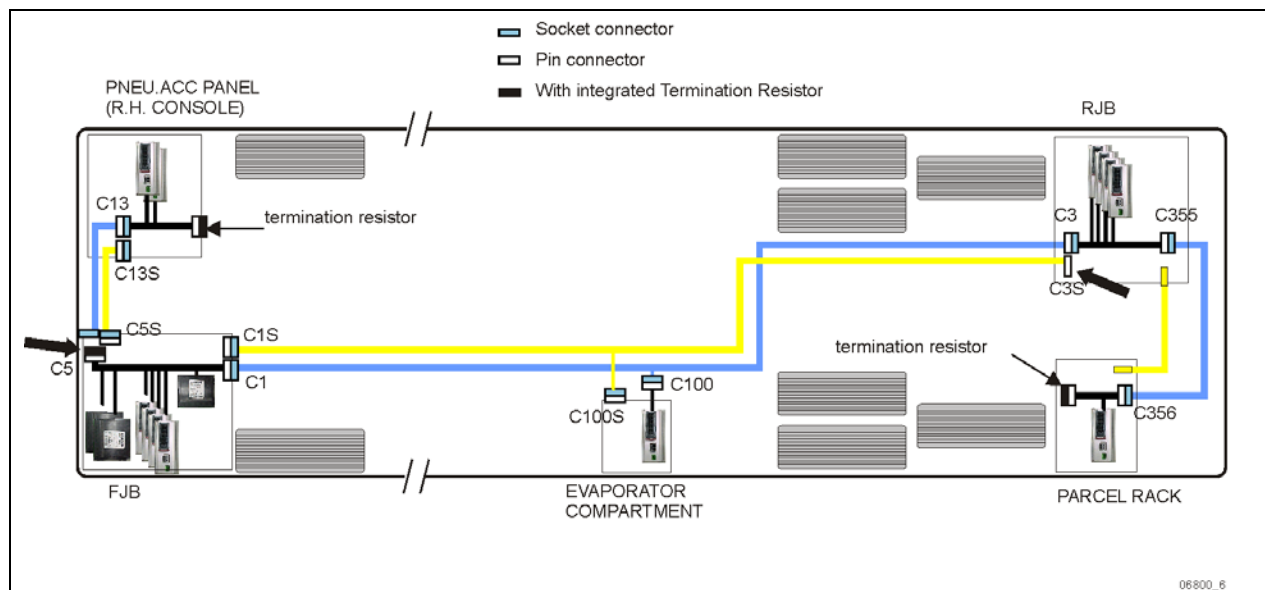 Socket connector
Pin connector
With integrated Termination Resistor
PNEU.ACC PANEL
(R.H. CONSOLE)
RJB
C13
termination resistor
C3
C355
C13S
C3S
C5S
C1S
C5
C1
termination resistor
C100
C100S
C356
FJB
EVAPORATOR
COMPARTMENT
PARCEL RACK
06800_6